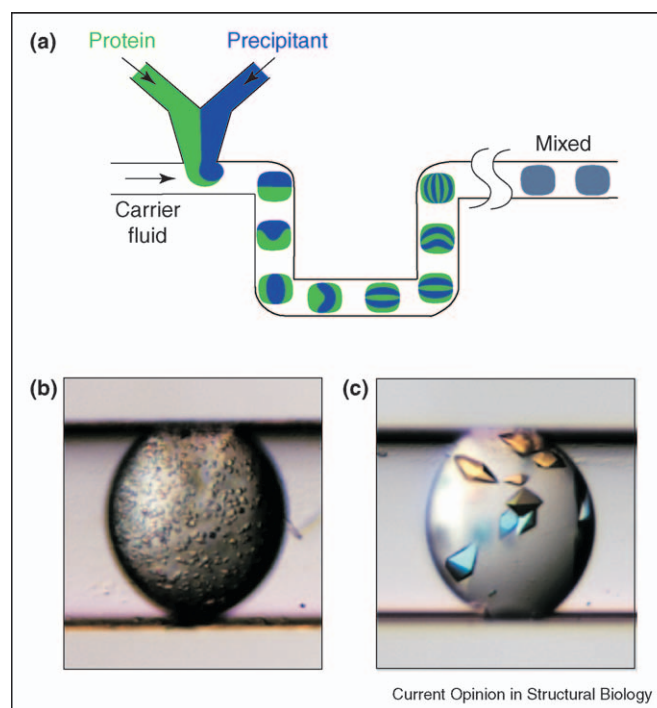 (a)
Protein
Precipitant
Mixed
Carrier
fluid
(b)
(c)
Current Opinion in Structural Biology